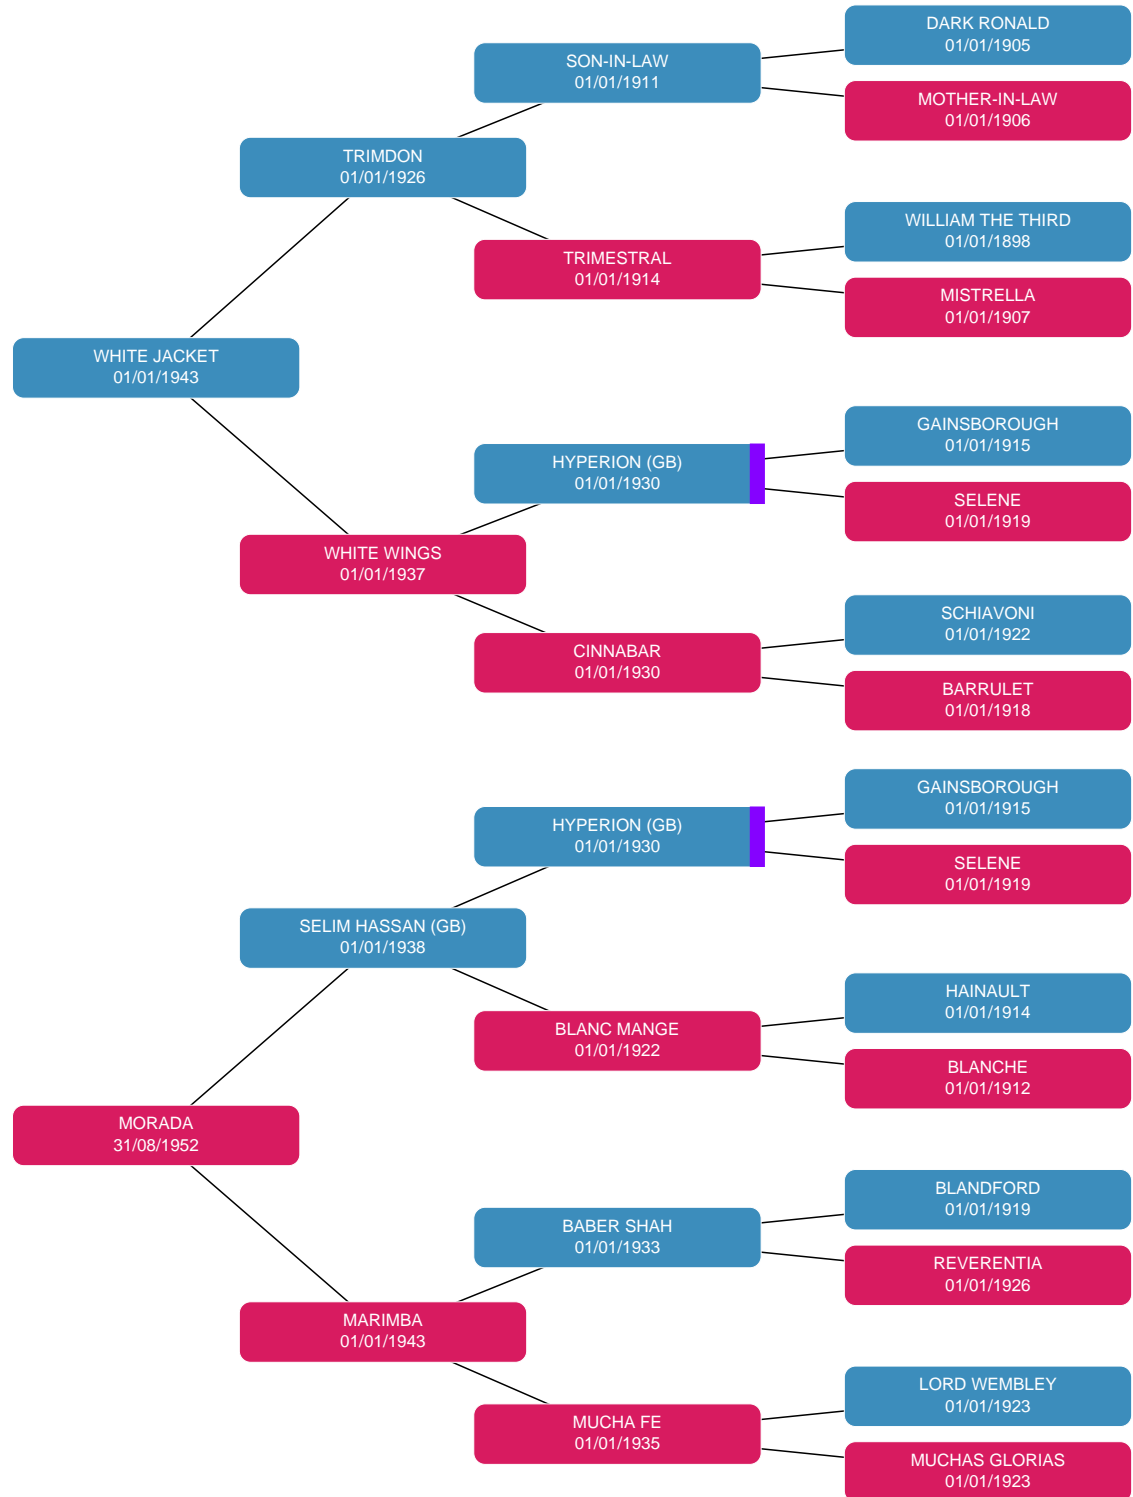 DARK RONALD
01/01/1905
SON-IN-LAW
01/01/1911
MOTHER-IN-LAW
01/01/1906
TRIMDON
01/01/1926
WILLIAM THE THIRD
01/01/1898
TRIMESTRAL
01/01/1914
MISTRELLA
01/01/1907
WHITE JACKET
01/01/1943
GAINSBOROUGH
01/01/1915
HYPERION (GB)
01/01/1930
SELENE
01/01/1919
WHITE WINGS
01/01/1937
SCHIAVONI
01/01/1922
CINNABAR
01/01/1930
BARRULET
01/01/1918
GAINSBOROUGH
01/01/1915
HYPERION (GB)
01/01/1930
SELENE
01/01/1919
SELIM HASSAN (GB)
01/01/1938
HAINAULT
01/01/1914
BLANC MANGE
01/01/1922
BLANCHE
01/01/1912
MORADA
31/08/1952
BLANDFORD
01/01/1919
BABER SHAH
01/01/1933
REVERENTIA
01/01/1926
MARIMBA
01/01/1943
LORD WEMBLEY
01/01/1923
MUCHA FE
01/01/1935
MUCHAS GLORIAS
01/01/1923